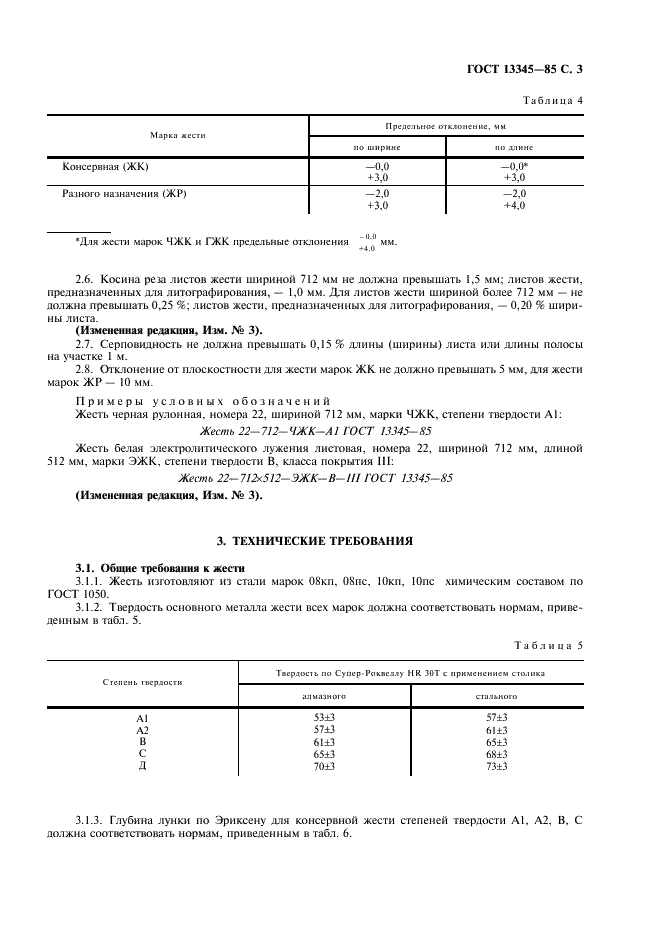 ГОСТ 13345—85 С. 3
Таблица 4
Марка жести
Предельное отклонение, мм
по ширине
по длине
Консервная (ЖК)
—0,0
—0,0*
+3,0
+3,0
Разного назначения (ЖР)
—2,0
—2,0
+3,0
+4,0
*Для жести марок ЧЖК и ГЖК предельные отклонения −0,0 +4,0 мм.
2.6. Косина реза листов жести шириной 712 мм не должна превышать 1,5 мм; листов жести,
предназначенных для литографирования, — 1,0 мм. Для листов жести шириной более 712 мм — не
должна превышать 0,25 %; листов жести, предназначенных для литографирования, — 0,20 % шири-
ны листа.
(Измененная редакция, Изм. № 3).
2.7. Серповидность не должна превышать 0,15 % длины (ширины) листа или длины полосы
на участке 1 м.
2.8. Отклонение от плоскостности для жести марок ЖК не должно превышать 5 мм, для жести
марок ЖР — 10 мм.
Примеры условных обозначений
Жесть черная рулонная, номера 22, шириной 712 мм, марки ЧЖК, степени твердости А1:
Жесть 22—712—ЧЖК—А1 ГОСТ 13345—85
Жесть белая электролитического лужения листовая, номера 22, шириной 712 мм, длиной
512 мм, марки ЭЖК, степени твердости В, класса покрытия III:
Жесть 22—712×512—ЭЖК—В—III ГОСТ 13345—85
(Измененная редакция, Изм. № 3).
3. ТЕХНИЧЕСКИЕ ТРЕБОВАНИЯ
3.1. Общие требования к жести
3.1.1. Жесть изготовляют из стали марок 08кп, 08пс, 10кп, 10пс химическим составом по
ГОСТ 1050.
3.1.2. Твердость основного металла жести всех марок должна соответствовать нормам, приве-
денным в табл. 5.
Таблица 5
Степень твердости
Твердость по Супер-Роквеллу HR 30T с применением столика
алмазного
стального
А1 53±3 57±3
А2 57±3 61±3
В 61±3 65±3
С 65±3 68±3
Д 70±3 73±3
3.1.3. Глубина лунки по Эриксену для консервной жести степеней твердости А1, А2, В, С
должна соответствовать нормам, приведенным в табл. 6.